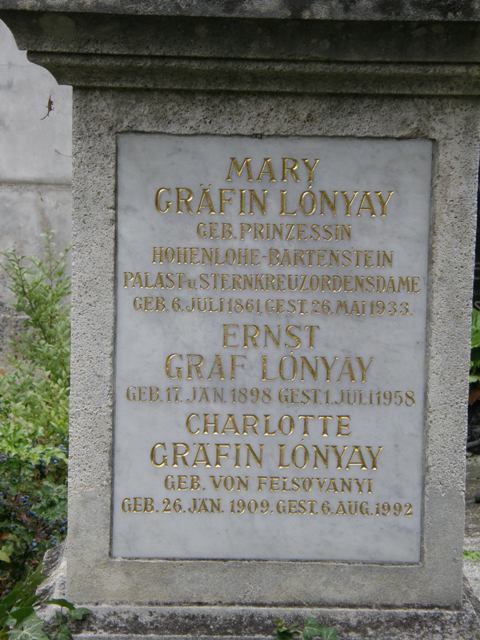 MARY
GRÄFIN LÓNYAY
GEB.PRINZESSIN
HOHENLOHE-BARTENSTEIN
PALAST u. STERNKREUZORDENSDAME
GEB.6.JULI 1861,GEST.26.MAI 1933.
ERNST
GRAF LÓNYAY
GEB.17.JAN.1898 GEST.1.JULI 1958
CHARLOTTE
GRÄFIN LÓNYAY
GEB.VON FELSÖVANYI
GEB.26.JAN.1909.GEST.6.AUG.1992